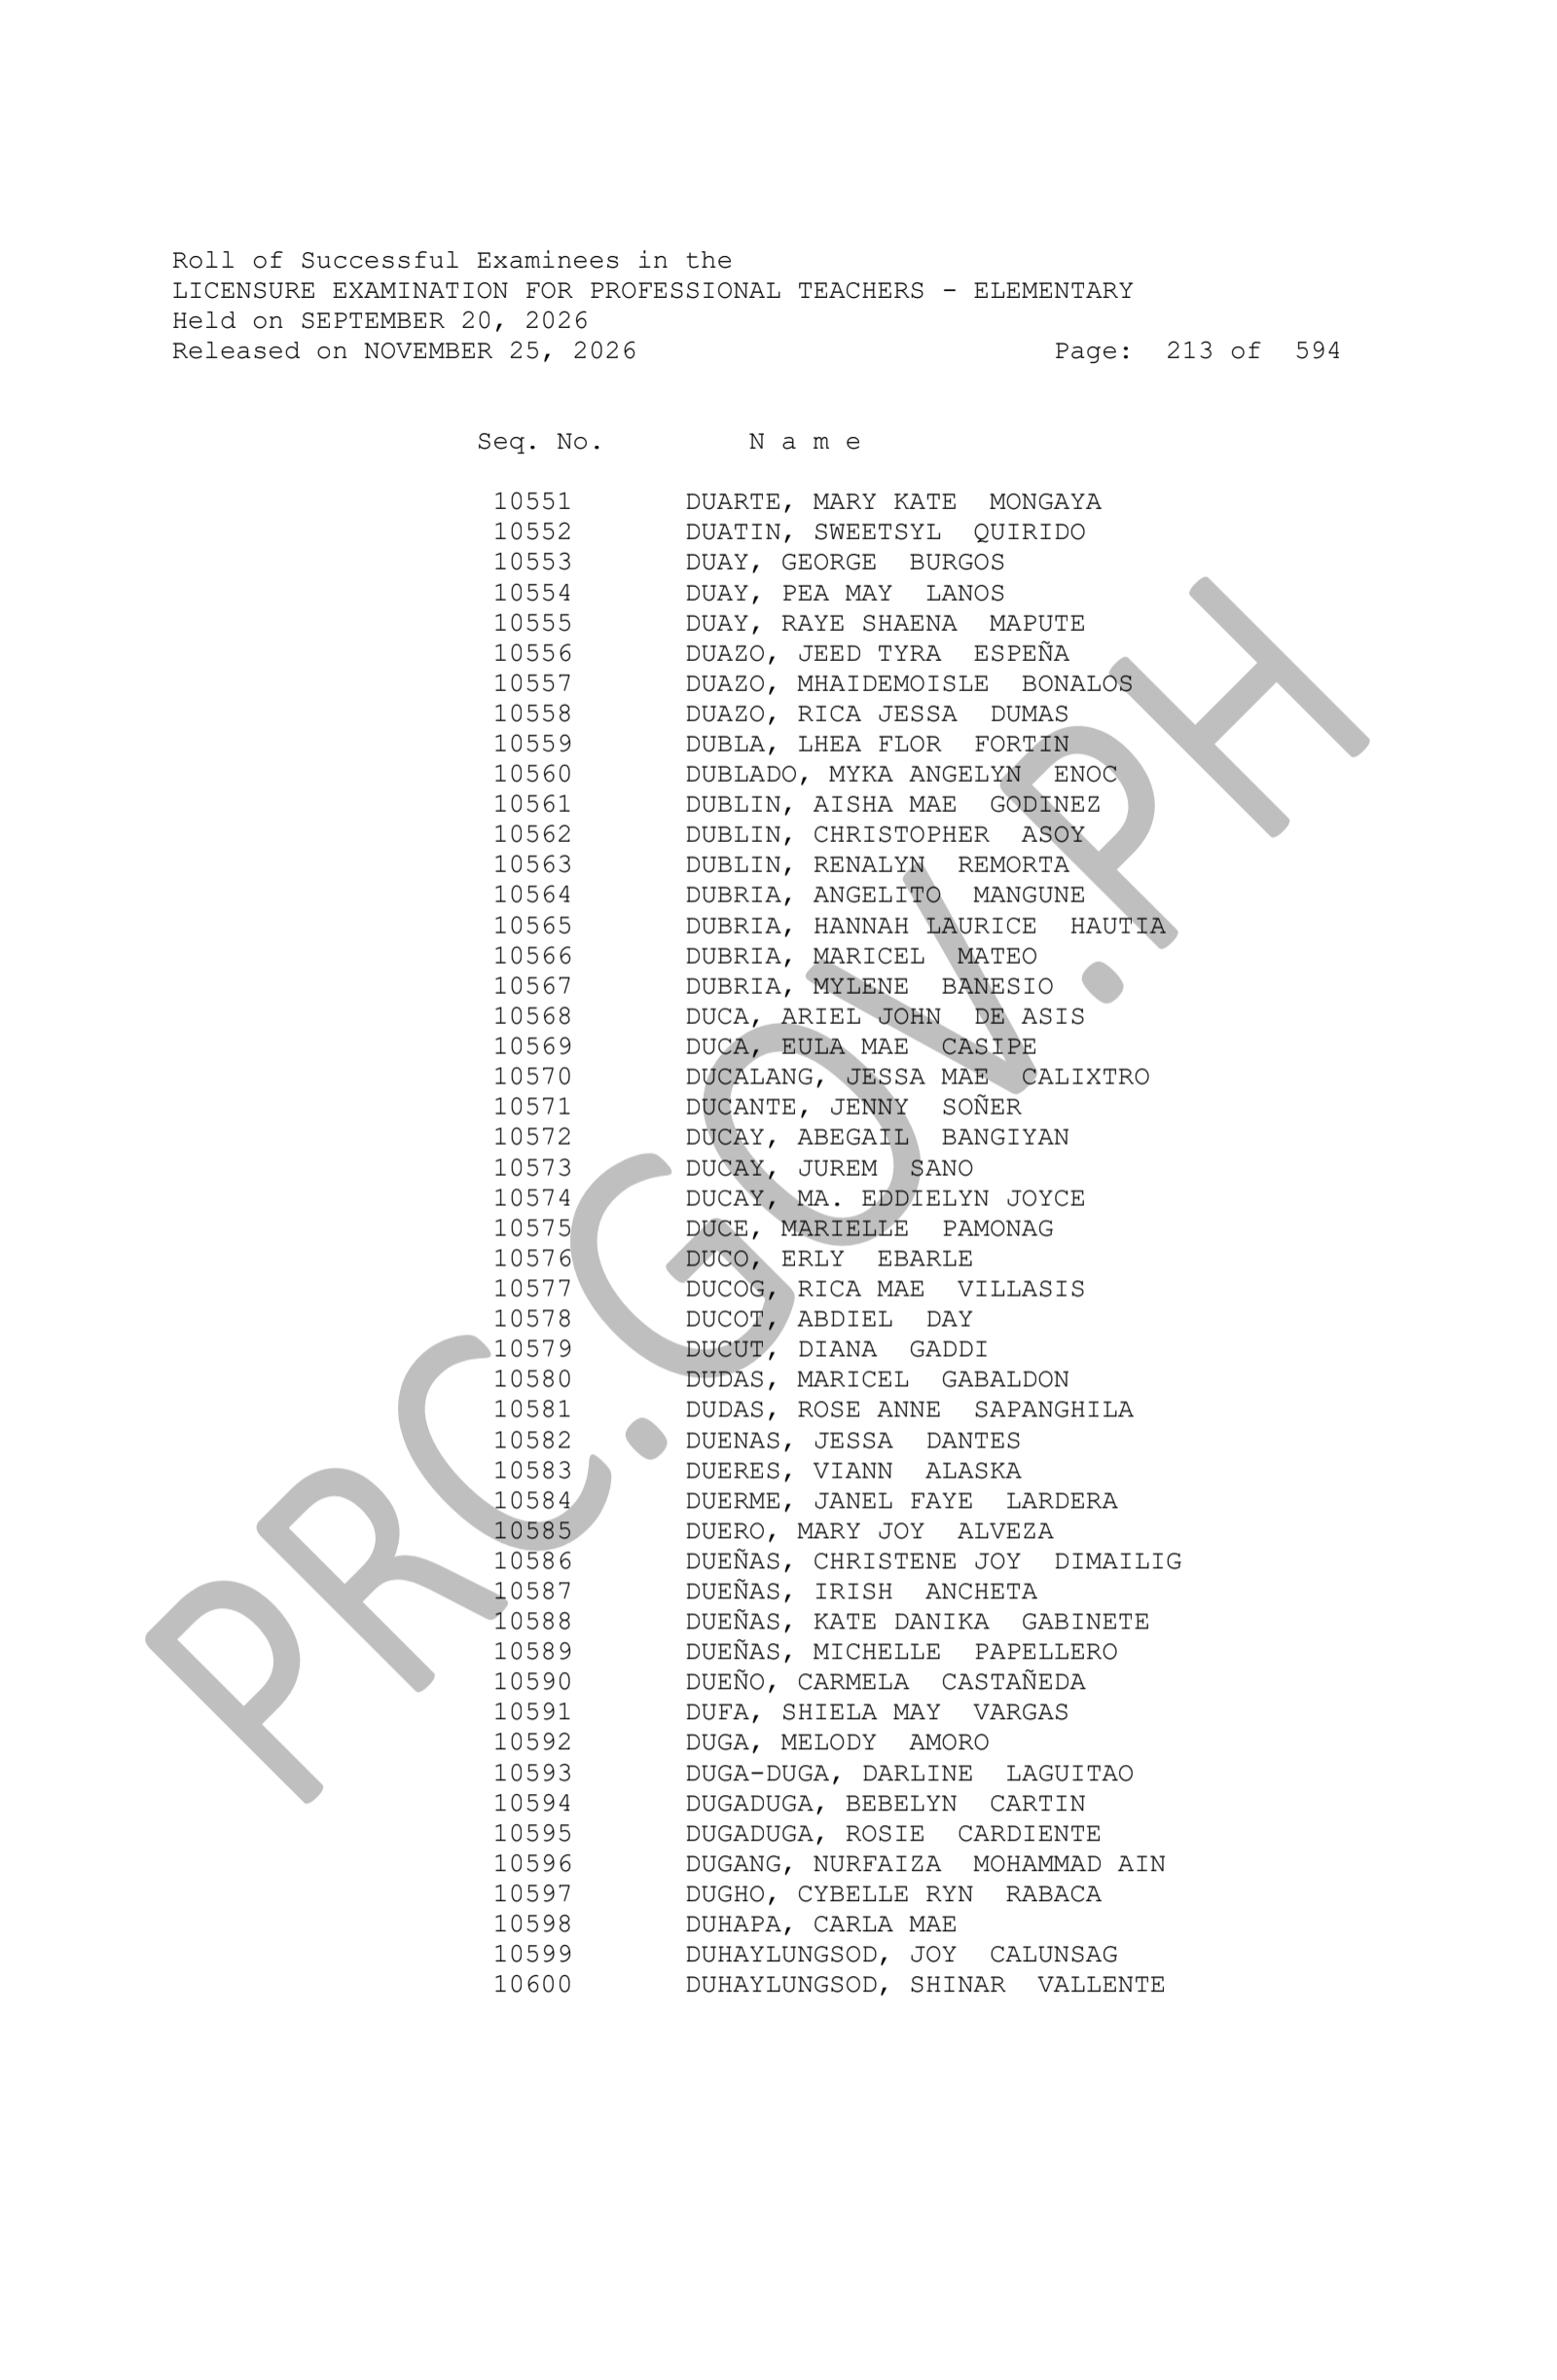 Roll of Successful Examinees in the
LICENSURE EXAMINATION FOR PROFESSIONAL TEACHERS - ELEMENTARY
Held on SEPTEMBER 20, 2026
Released on NOVEMBER 25, 2026 Page: 213 of 594
Seq. No. N a m e
10551 DUARTE, MARY KATE MONGAYA
10552 DUATIN, SWEETSYL QUIRIDO
10553 DUAY, GEORGE BURGOS
10554 DUAY, PEA MAY LANOS
10555 DUAY, RAYE SHAENA MAPUTE
10556 DUAZO, JEED TYRA ESPEÑA
10557 DUAZO, MHAIDEMOISLE BONALOS
10558 DUAZO, RICA JESSA DUMAS
10559 DUBLA, LHEA FLOR FORTIN
10560 DUBLADO, MYKA ANGELYN ENOC
10561 DUBLIN, AISHA MAE GODINEZ
10562 DUBLIN, CHRISTOPHER ASOY
10563 DUBLIN, RENALYN REMORTA
10564 DUBRIA, ANGELITO MANGUNE
10565 DUBRIA, HANNAH LAURICE HAUTIA
10566 DUBRIA, MARICEL MATEO
10567 DUBRIA, MYLENE BANESIO
10568 DUCA, ARIEL JOHN DE ASIS
10569 DUCA, EULA MAE CASIPE
10570 DUCALANG, JESSA MAE CALIXTRO
10571 DUCANTE, JENNY SOÑER
10572 DUCAY, ABEGAIL BANGIYAN
10573 DUCAY, JUREM SANO
10574 DUCAY, MA. EDDIELYN JOYCE
10575 DUCE, MARIELLE PAMONAG
10576 DUCO, ERLY EBARLE
10577 DUCOG, RICA MAE VILLASIS
10578 DUCOT, ABDIEL DAY
10579 DUCUT, DIANA GADDI
10580 DUDAS, MARICEL GABALDON
10581 DUDAS, ROSE ANNE SAPANGHILA
10582 DUENAS, JESSA DANTES
10583 DUERES, VIANN ALASKA
10584 DUERME, JANEL FAYE LARDERA
10585 DUERO, MARY JOY ALVEZA
10586 DUEÑAS, CHRISTENE JOY DIMAILIG
10587 DUEÑAS, IRISH ANCHETA
10588 DUEÑAS, KATE DANIKA GABINETE
10589 DUEÑAS, MICHELLE PAPELLERO
10590 DUEÑO, CARMELA CASTAÑEDA
10591 DUFA, SHIELA MAY VARGAS
10592 DUGA, MELODY AMORO
10593 DUGA-DUGA, DARLINE LAGUITAO
10594 DUGADUGA, BEBELYN CARTIN
10595 DUGADUGA, ROSIE CARDIENTE
10596 DUGANG, NURFAIZA MOHAMMAD AIN
10597 DUGHO, CYBELLE RYN RABACA
10598 DUHAPA, CARLA MAE
10599 DUHAYLUNGSOD, JOY CALUNSAG
10600 DUHAYLUNGSOD, SHINAR VALLENTE
PRC.GOV.PH